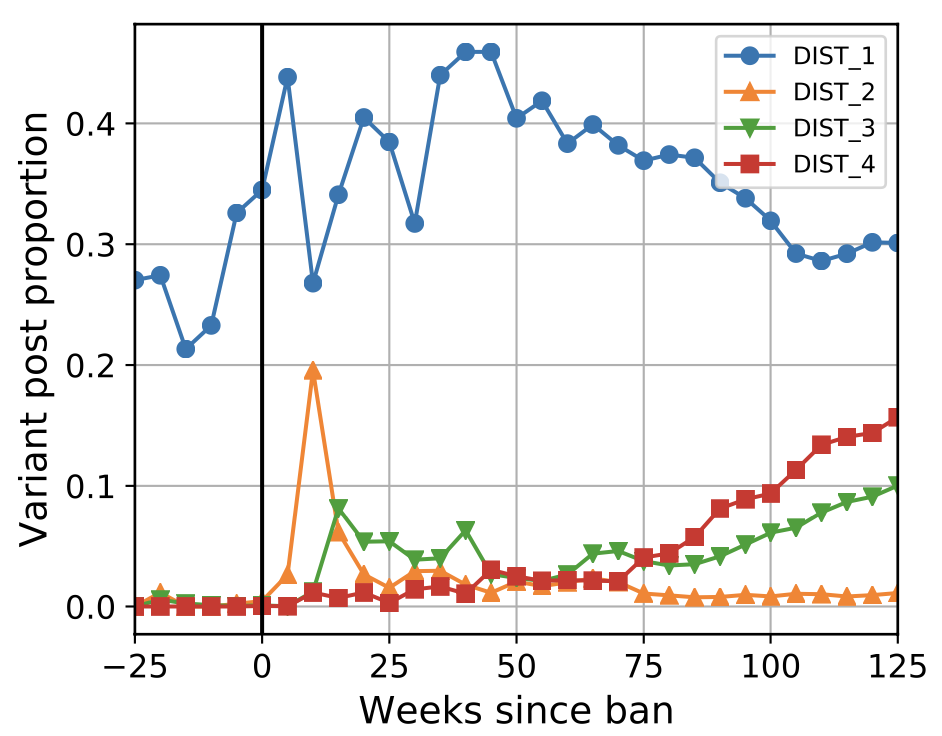 Variant post proportion
0.4
0.3
0.2
0.1
0.0
DIST_1
DIST_2
DIST_3
DIST_4
−25 0 25 50 75 100 125
Weeks since ban